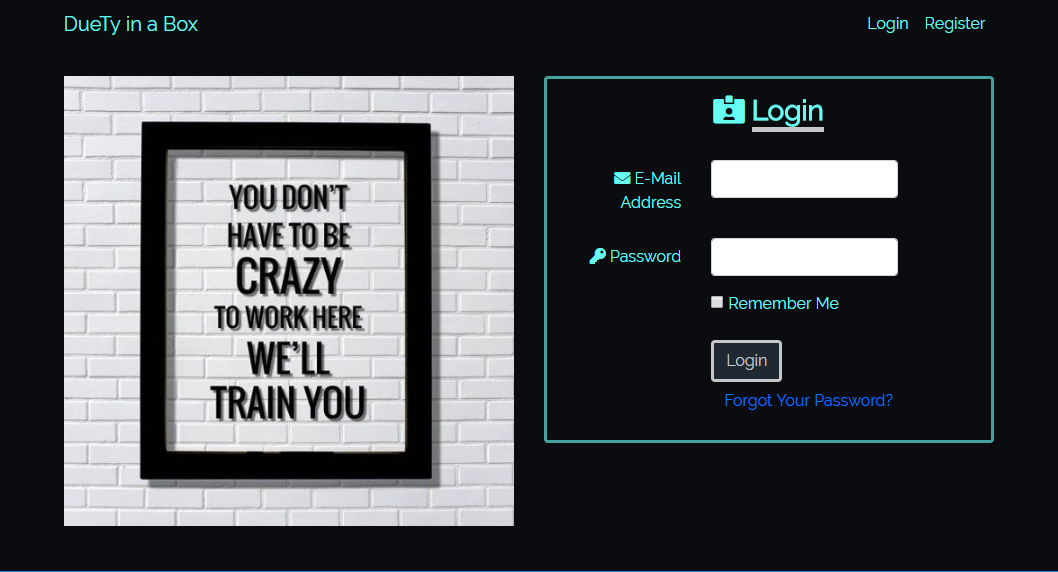 DueTy in a Box
Login Register
YOU DON'T
HAVE TO BE
CRAZY
TO WORK HERE
WE'LL
TRAIN YOU
Login
E-Mail
Address
Password
Remember Me
Login
Forgot Your Password?